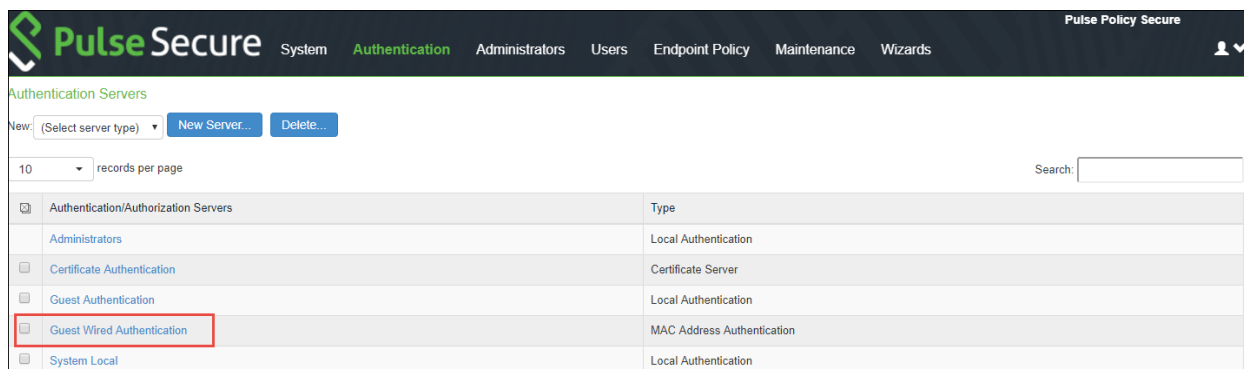 Pulse Policy Secure
Pulse Secure System Authentication Administrators Users Endpoint Policy Maintenance Wizards
Authentication Servers
New: (Select server type) New Server... Delete...
10 records per page Search:
Authentication/Authorization Servers Type
Administrators Local Authentication
Certificate Authentication Certificate Server
Guest Authentication Local Authentication
Guest Wired Authentication MAC Address Authentication
System Local Local Authentication